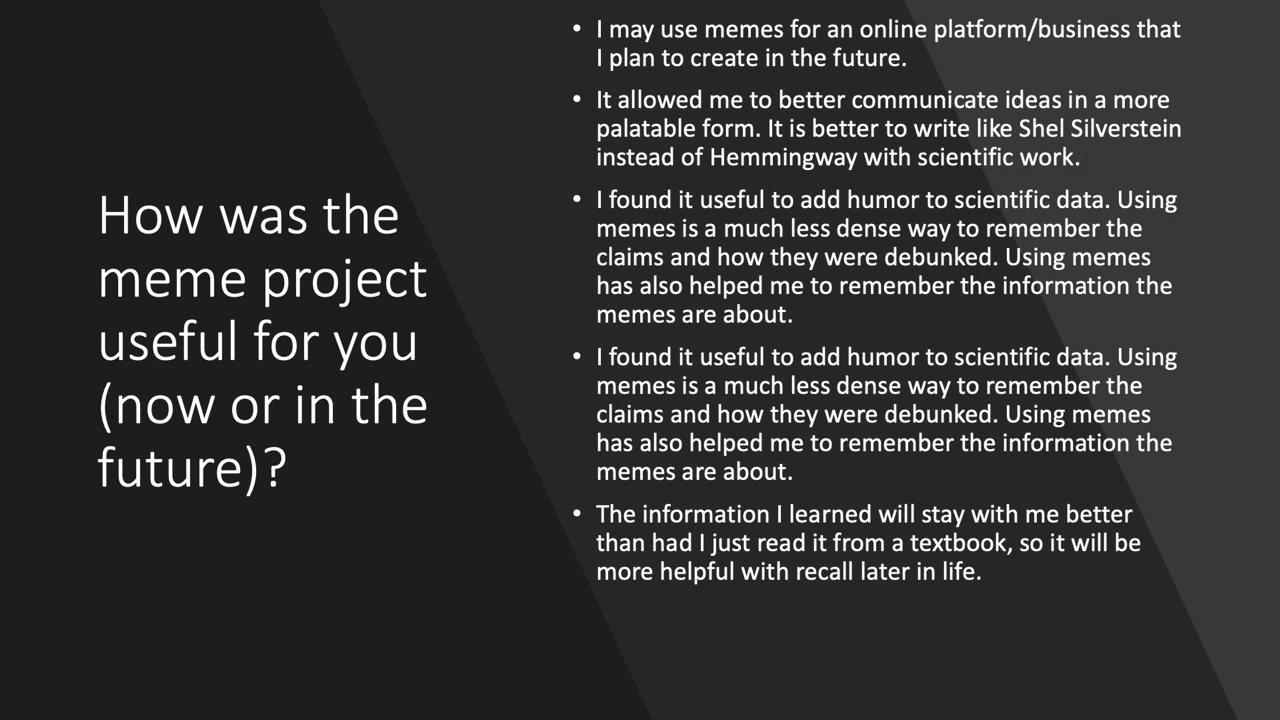 How was the
meme project
useful for you
(now or in the
future)?
• I may use memes for an online platform/business that
I plan to create in the future.
• It allowed me to better communicate ideas in a more
palatable form. It is better to write like Shel Silverstein
instead of Hemmingway with scientific work.
• I found it useful to add humor to scientific data. Using
memes is a much less dense way to remember the
claims and how they were debunked. Using memes
has also helped me to remember the information the
memes are about.
• I found it useful to add humor to scientific data. Using
memes is a much less dense way to remember the
claims and how they were debunked. Using memes
has also helped me to remember the information the
memes are about.
• The information I learned will stay with me better
than had I just read it from a textbook, so it will be
more helpful with recall later in life.